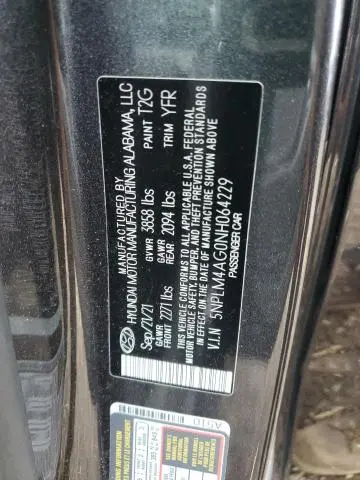 MANUFACTURED BY
HYUNDAI MOTOR MANUFACTURING ALABAMA, LLC
Sep/21/21 GVWR 3858 lbs PAINT T2G
GAWR FRONT 2271 lbs GAWR REAR 2094 lbs TRIM YFR
THIS VEHICLE CONFORMS TO ALL APPLICABLE U.S.A. FEDERAL
SAFETY, BUMPER, AND THEFT PREVENTION STANDARDS
IN EFFECT ON THE DATE OF MANUFACTURE SHOWN ABOVE.
V.I.N 5NPLM4AG0NH064229
PASSENGER CAR